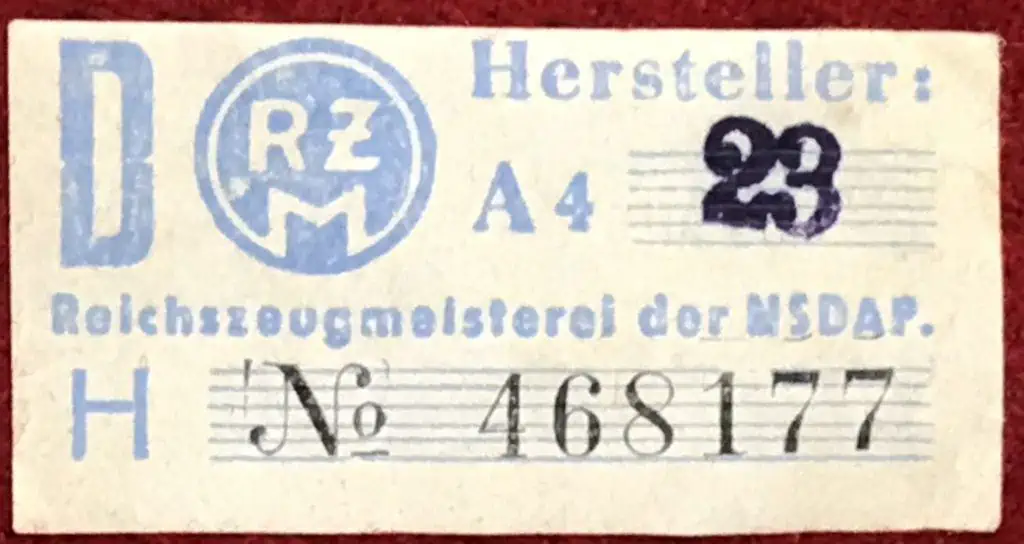 D RZM Hersteller:
A4 23
Reichszeugmeisterei der NSDAP.
H No 468177